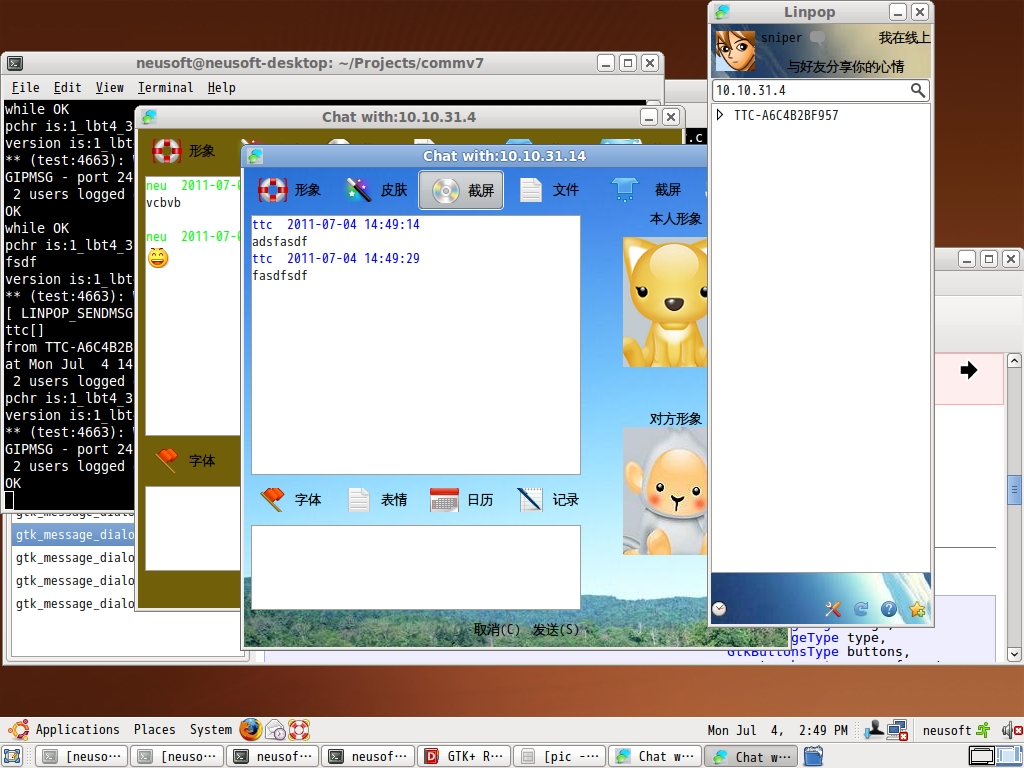 Linpop
sniper
我在线上
与好友分享你的心情
10.10.31.4
TTC-A6C4B2BF957
neusoft@neusoft-desktop: ~/Projects/commv7
File Edit View Terminal Help
while OK
pchr is:1_lbt4_3
version is:1_lbt
** (test:4663):
GIPMSG - port 24
2 users logged
OK
while OK
pchr is:1_lbt4_3
fsdf
version is:1_lbt
** (test:4663):
[ LINPOP_SENDMSG
ttc[]
from TTC-A6C4B2B
at Mon Jul  4 14
2 users logged
pchr is:1_lbt4_3
version is:1_lbt
** (test:4663):
GIPMSG - port 24
2 users logged
OK
Chat with:10.10.31.4
形象
neu 2011-07-0
vcbvb
neu 2011-07-0
字体
.c
Chat with:10.10.31.14
形象 皮肤 截屏 文件 截屏
本人形象
ttc 2011-07-04 14:49:14
adsfasdf
ttc 2011-07-04 14:49:29
fasdfsdf
对方形象
字体 表情 日历 记录
取消(C) 发送(S)
gtk_message_dialo
gtk_message_dialo
gtk_message_dialo
gtk_message_dialo
gtk_message_dialo
geType type,
GtkButtonsType buttons,
Applications Places System
Mon Jul 4, 2:49 PM
neusoft
[neuso···
[neuso···
neusof···
neusof···
GTK+ R···
[pic -···
Chat w···
Chat w···